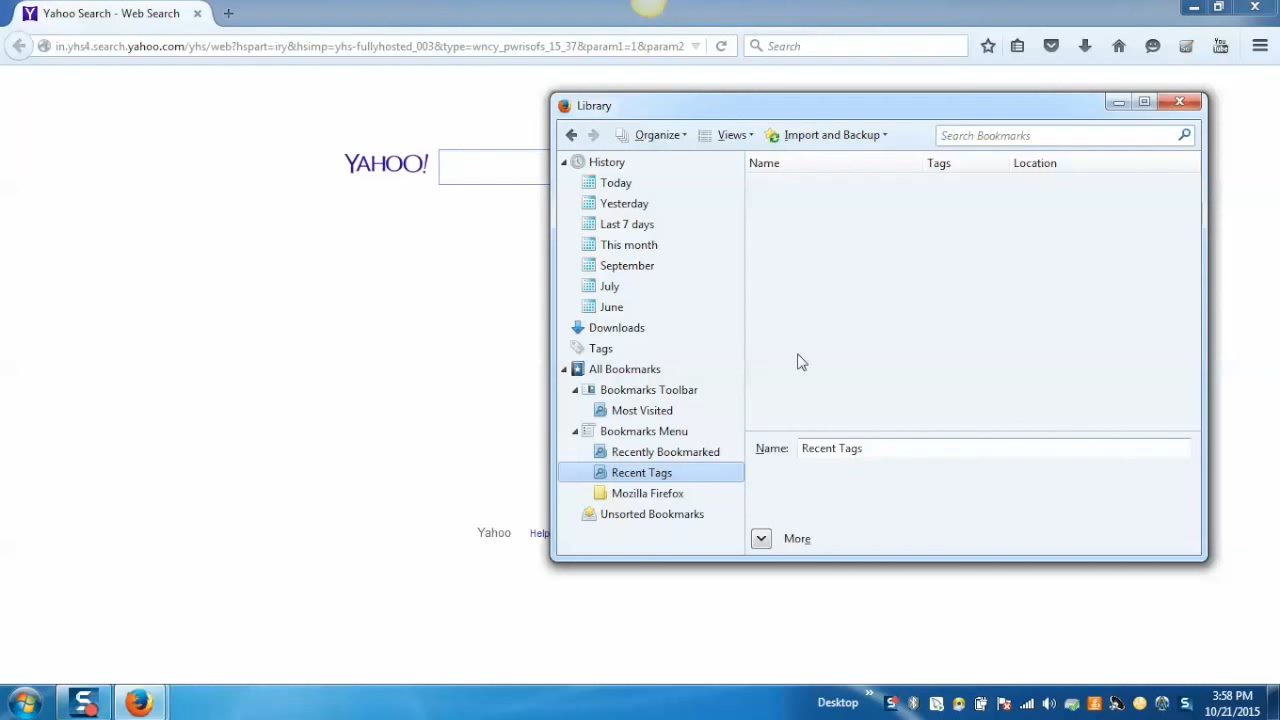 Yahoo Search - Web Search
in.yhs4.search.yahoo.com/yhs/web?hspart=iry&hsimp=yhs-fullyhosted_003&type=wncy_pwrisofs_15_37&param1=1&param2
Search
You
Tube
Library
Organize
Views
Import and Backup
Search Bookmarks
History
Today
Yesterday
Last 7 days
This month
September
July
June
Downloads
Tags
All Bookmarks
Bookmarks Toolbar
Most Visited
Bookmarks Menu
Recently Bookmarked
Recent Tags
Mozilla Firefox
Unsorted Bookmarks
Name Tags Location
Name: Recent Tags
More
YAHOO!
Yahoo Help
Desktop »
3:58 PM
10/21/2015